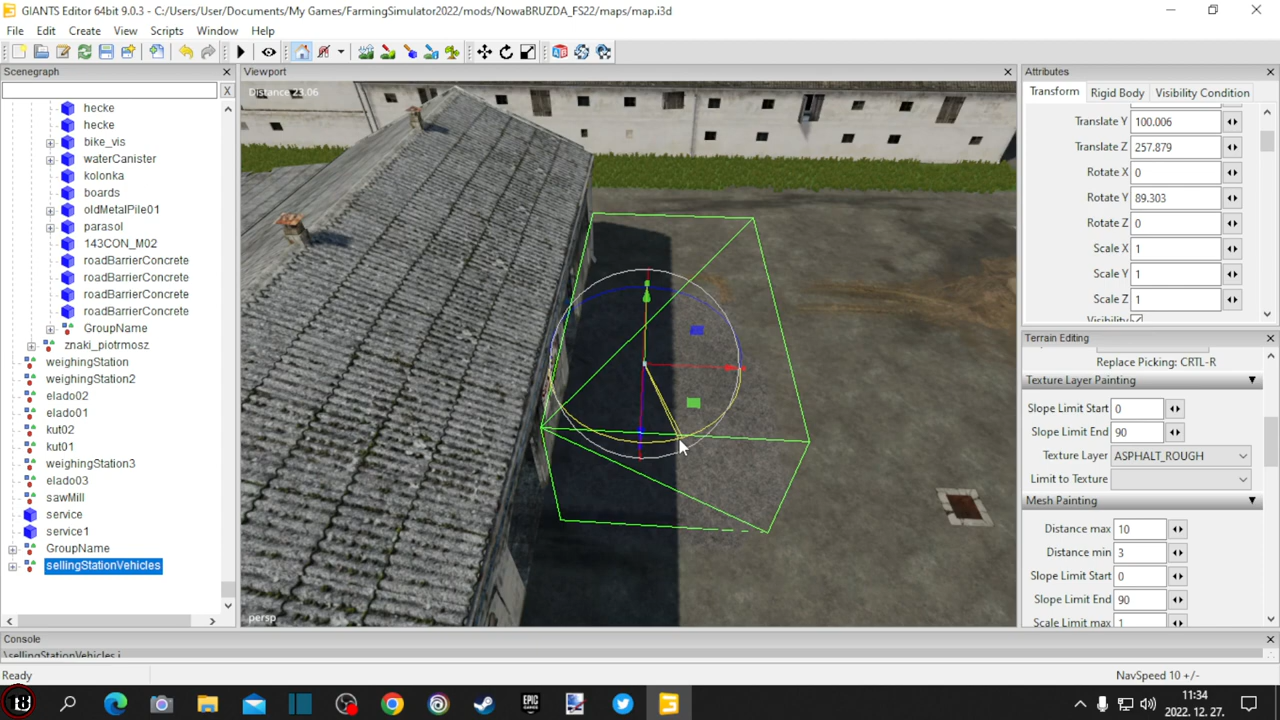 GIANTS Editor 64bit 9.0.3 - C:/Users/User/Documents/My Games/FarmingSimulator2022/mods/NowaBRUZDA_FS22/maps/map.i3d
File Edit Create View Scripts Window Help
Scenegraph
X
hecke
hecke
bike_vis
waterCanister
kolonka
boards
oldMetalPile01
parasol
143CON_M02
roadBarrierConcrete
roadBarrierConcrete
roadBarrierConcrete
roadBarrierConcrete
GroupName
znaki_piotrmosz
weighingStation
weighingStation2
elado02
elado01
kut02
kut01
weighingStation3
elado03
sawMill
service
service1
GroupName
sellingStationVehicles
Viewport
Distance 23.06
persp
Attributes
Transform Rigid Body Visibility Condition
Translate Y 100.006
Translate Z 257.879
Rotate X 0
Rotate Y 89.303
Rotate Z 0
Scale X 1
Scale Y 1
Scale Z 1
Visibility
Terrain Editing
Replace Picking: CRTL-R
Texture Layer Painting
Slope Limit Start 0
Slope Limit End 90
Texture Layer ASPHALT_ROUGH
Limit to Texture
Mesh Painting
Distance max 10
Distance min 3
Slope Limit Start 0
Slope Limit End 90
Scale Limit max 1
Console
\sellingStationVehicles.i
Ready
NavSpeed 10 +/-
EPIC GAMES
11:34
2022. 12. 27.